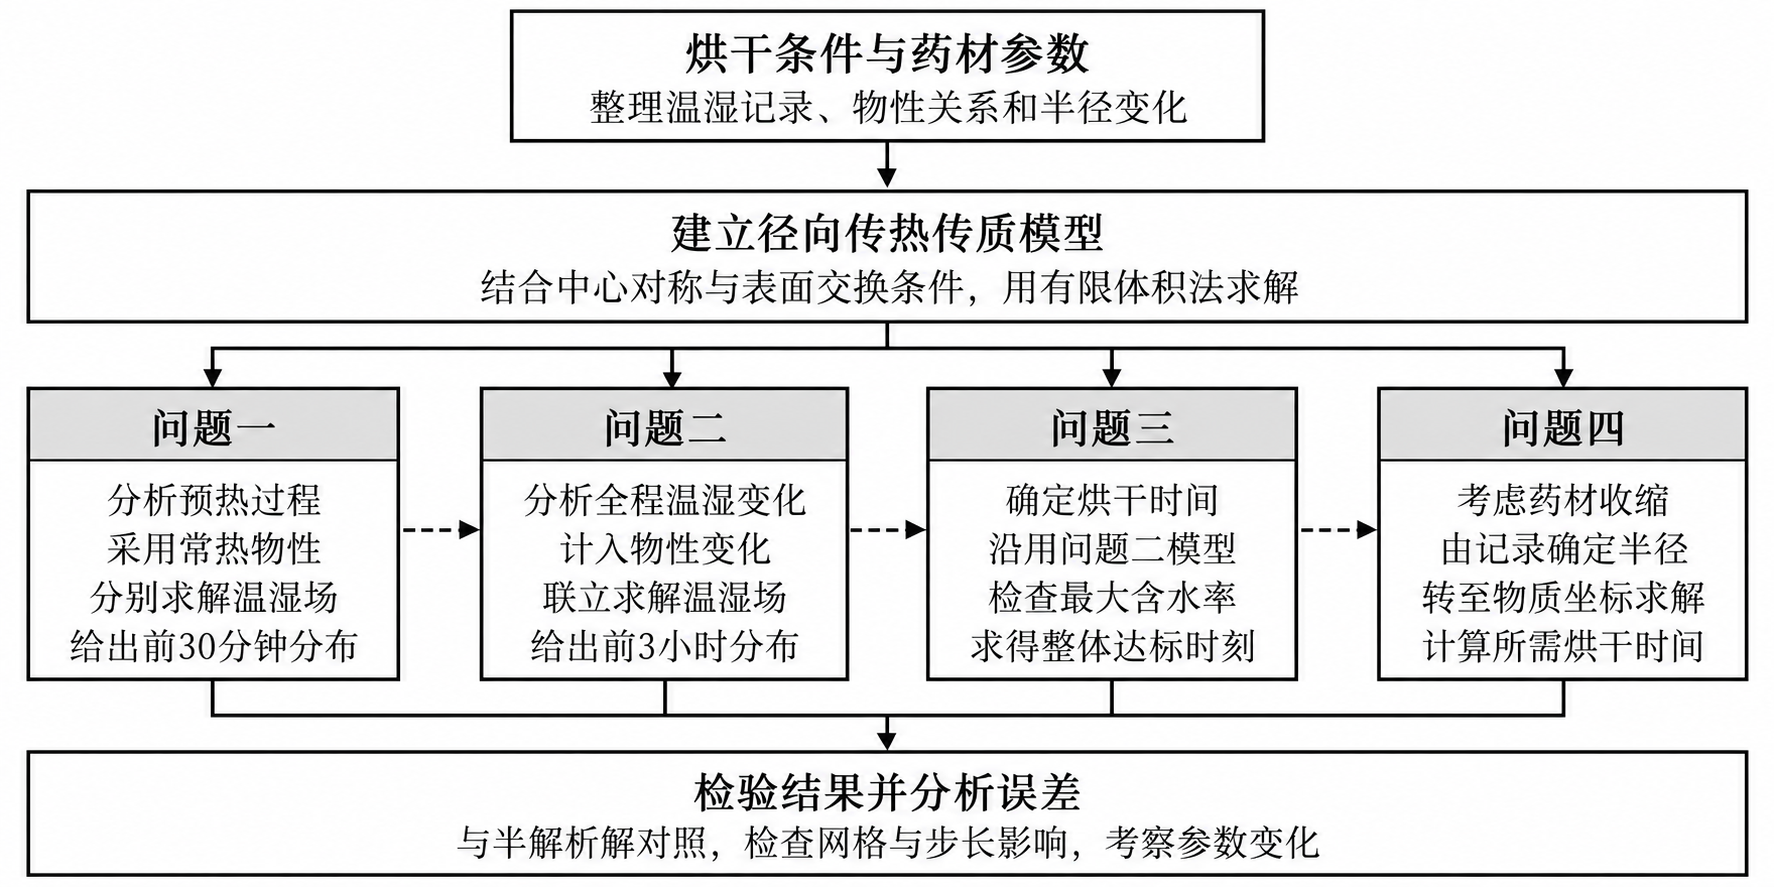 烘干条件与药材参数
整理温湿记录、物性关系和半径变化
建立径向传热传质模型
结合中心对称与表面交换条件，用有限体积法求解
问题一
分析预热过程
采用常热物性
分别求解温湿场
给出前30分钟分布
问题二
分析全程温湿变化
计入物性变化
联立求解温湿场
给出前3小时分布
问题三
确定烘干时间
沿用问题二模型
检查最大含水率
求得整体达标时刻
问题四
考虑药材收缩
由记录确定半径
转至物质坐标求解
计算所需烘干时间
检验结果并分析误差
与半解析解对照，检查网格与步长影响，考察参数变化